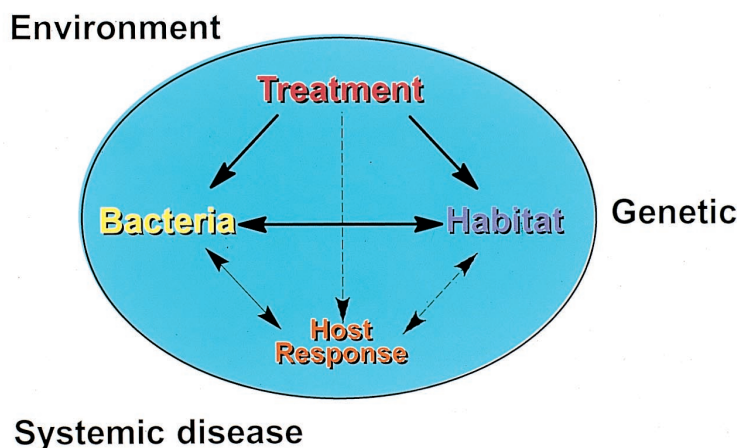 Environment
Treatment
Bacteria
Habitat
Genetic
Host
Response
Systemic disease